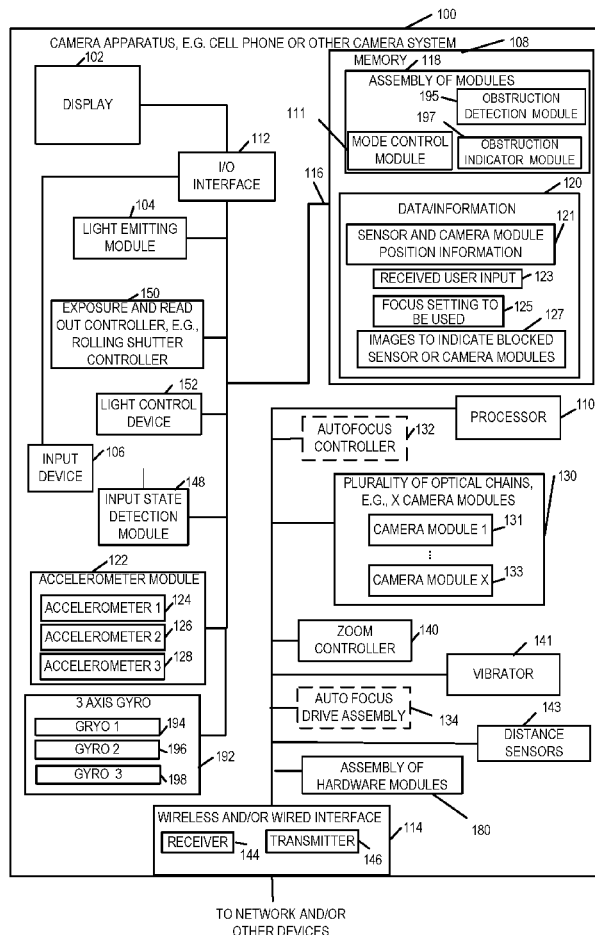 100
CAMERA APPARATUS, E.G. CELL PHONE OR OTHER CAMERA SYSTEM
102
DISPLAY
112
I/O
INTERFACE
104
LIGHT EMITTING
MODULE
150
EXPOSURE AND READ
OUT CONTROLLER, E.G.,
ROLLING SHUTTER
CONTROLLER
152
LIGHT CONTROL
DEVICE
INPUT
DEVICE
106
148
INPUT STATE
DETECTION
MODULE
122
ACCELEROMETER MODULE
ACCELEROMETER 1
124
ACCELEROMETER 2
126
ACCELEROMETER 3
128
3 AXIS GYRO
GRYO 1
194
GYRO 2
196
GYRO 3
198
192
116
108
MEMORY
118
ASSEMBLY OF MODULES
195
OBSTRUCTION
DETECTION MODULE
111
197
MODE CONTROL
MODULE
OBSTRUCTION
INDICATOR MODULE
120
DATA/INFORMATION
121
SENSOR AND CAMERA MODULE
POSITION INFORMATION
RECEIVED USER INPUT
123
FOCUS SETTING TO
BE USED
125
127
IMAGES TO INDICATE BLOCKED
SENSOR OR CAMERA MODULES
PROCESSOR
110
AUTOFOCUS
CONTROLLER
132
PLURALITY OF OPTICAL CHAINS,
E.G., X CAMERA MODULES
130
CAMERA MODULE 1
131
CAMERA MODULE X
133
ZOOM
CONTROLLER
140
141
VIBRATOR
AUTO FOCUS
DRIVE ASSEMBLY
134
143
DISTANCE
SENSORS
ASSEMBLY OF
HARDWARE MODULES
180
WIRELESS AND/OR WIRED INTERFACE
114
RECEIVER
144
TRANSMITTER
146
TO NETWORK AND/OR
OTHER DEVICES